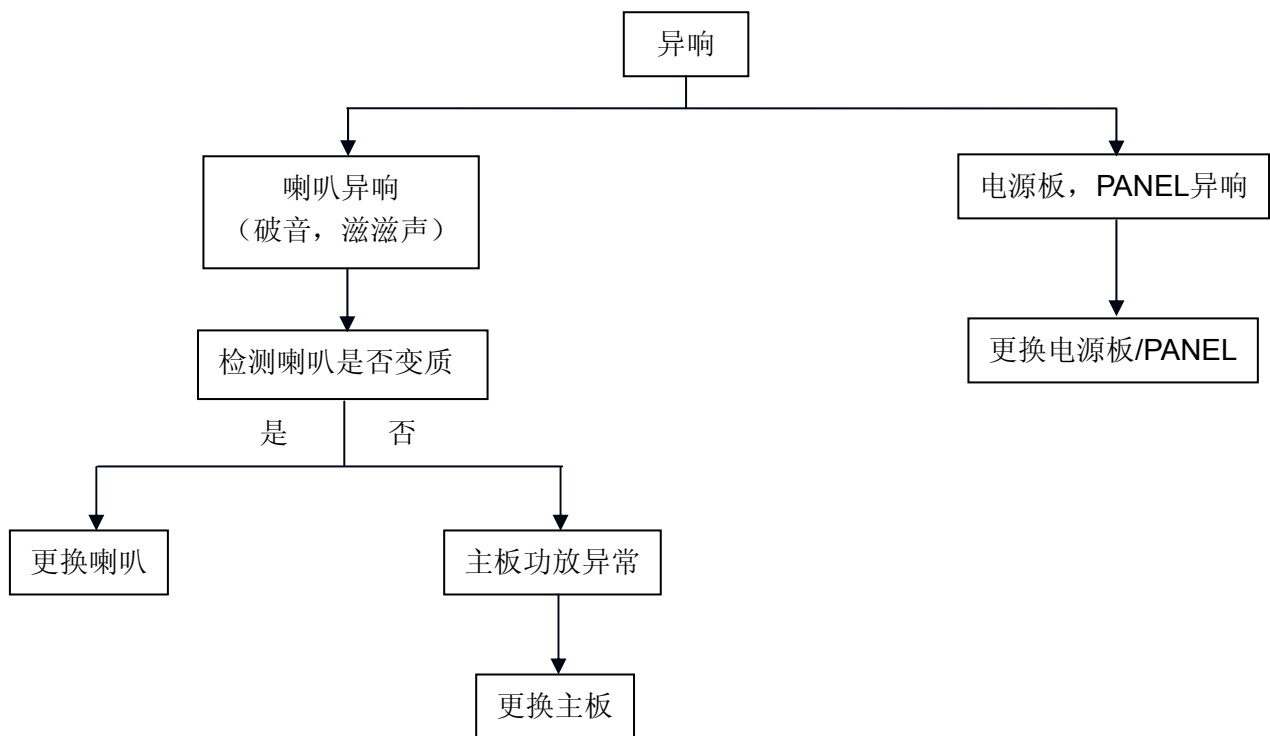 异响
喇叭异响
（破音，滋滋声）
电源板，PANEL异响
检测喇叭是否变质
更换电源板/PANEL
是
否
更换喇叭
主板功放异常
更换主板